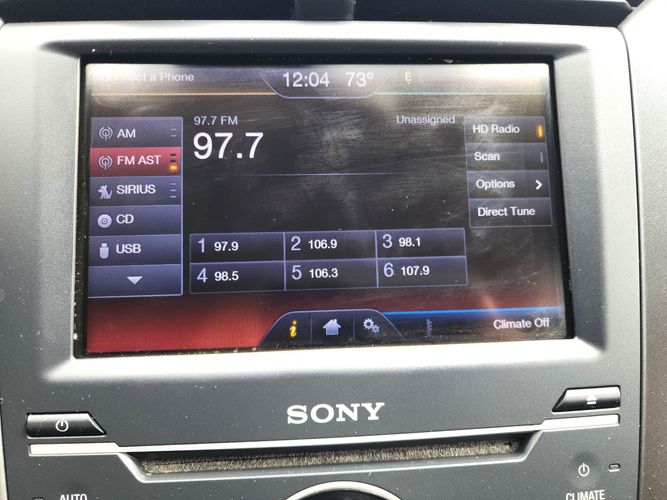 Connect a Phone 12:04 73° E
97.7 FM Unassigned
97.7
AM
FM AST
SIRIUS
CD
USB
HD Radio
Scan
Options
Direct Tune
1 97.9 2 106.9 3 98.1
4 98.5 5 106.3 6 107.9
i Climate Off
SONY
AUTO CLIMATE